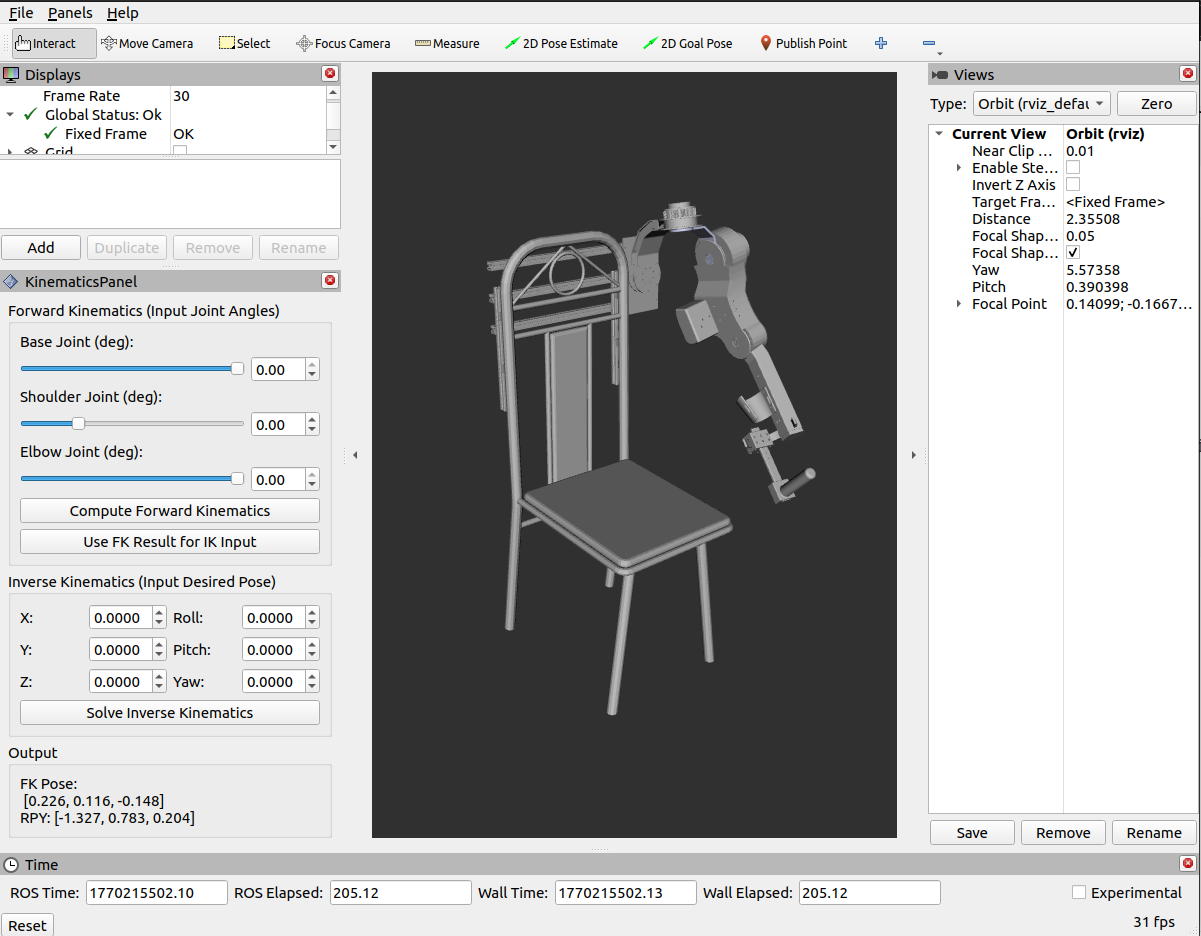 File Panels Help
Interact Move Camera Select Focus Camera Measure 2D Pose Estimate 2D Goal Pose Publish Point
Displays
Frame Rate 30
Global Status: Ok
Fixed Frame OK
Grid
Add Duplicate Remove Rename
KinematicsPanel
Forward Kinematics (Input Joint Angles)
Base Joint (deg):
0.00
Shoulder Joint (deg):
0.00
Elbow Joint (deg):
0.00
Compute Forward Kinematics
Use FK Result for IK Input
Inverse Kinematics (Input Desired Pose)
X: 0.0000 Roll: 0.0000
Y: 0.0000 Pitch: 0.0000
Z: 0.0000 Yaw: 0.0000
Solve Inverse Kinematics
Output
FK Pose:
[0.226, 0.116, -0.148]
RPY: [-1.327, 0.783, 0.204]
Views
Type: Orbit (rviz_defau Zero
Current View Orbit (rviz)
Near Clip ... 0.01
Enable Ste...
Invert Z Axis
Target Fra... <Fixed Frame>
Distance 2.35508
Focal Shap... 0.05
Focal Shap...
Yaw 5.57358
Pitch 0.390398
Focal Point 0.14099; -0.1667...
Save Remove Rename
Time
ROS Time: 1770215502.10 ROS Elapsed: 205.12 Wall Time: 1770215502.13 Wall Elapsed: 205.12 Experimental
Reset 31 fps